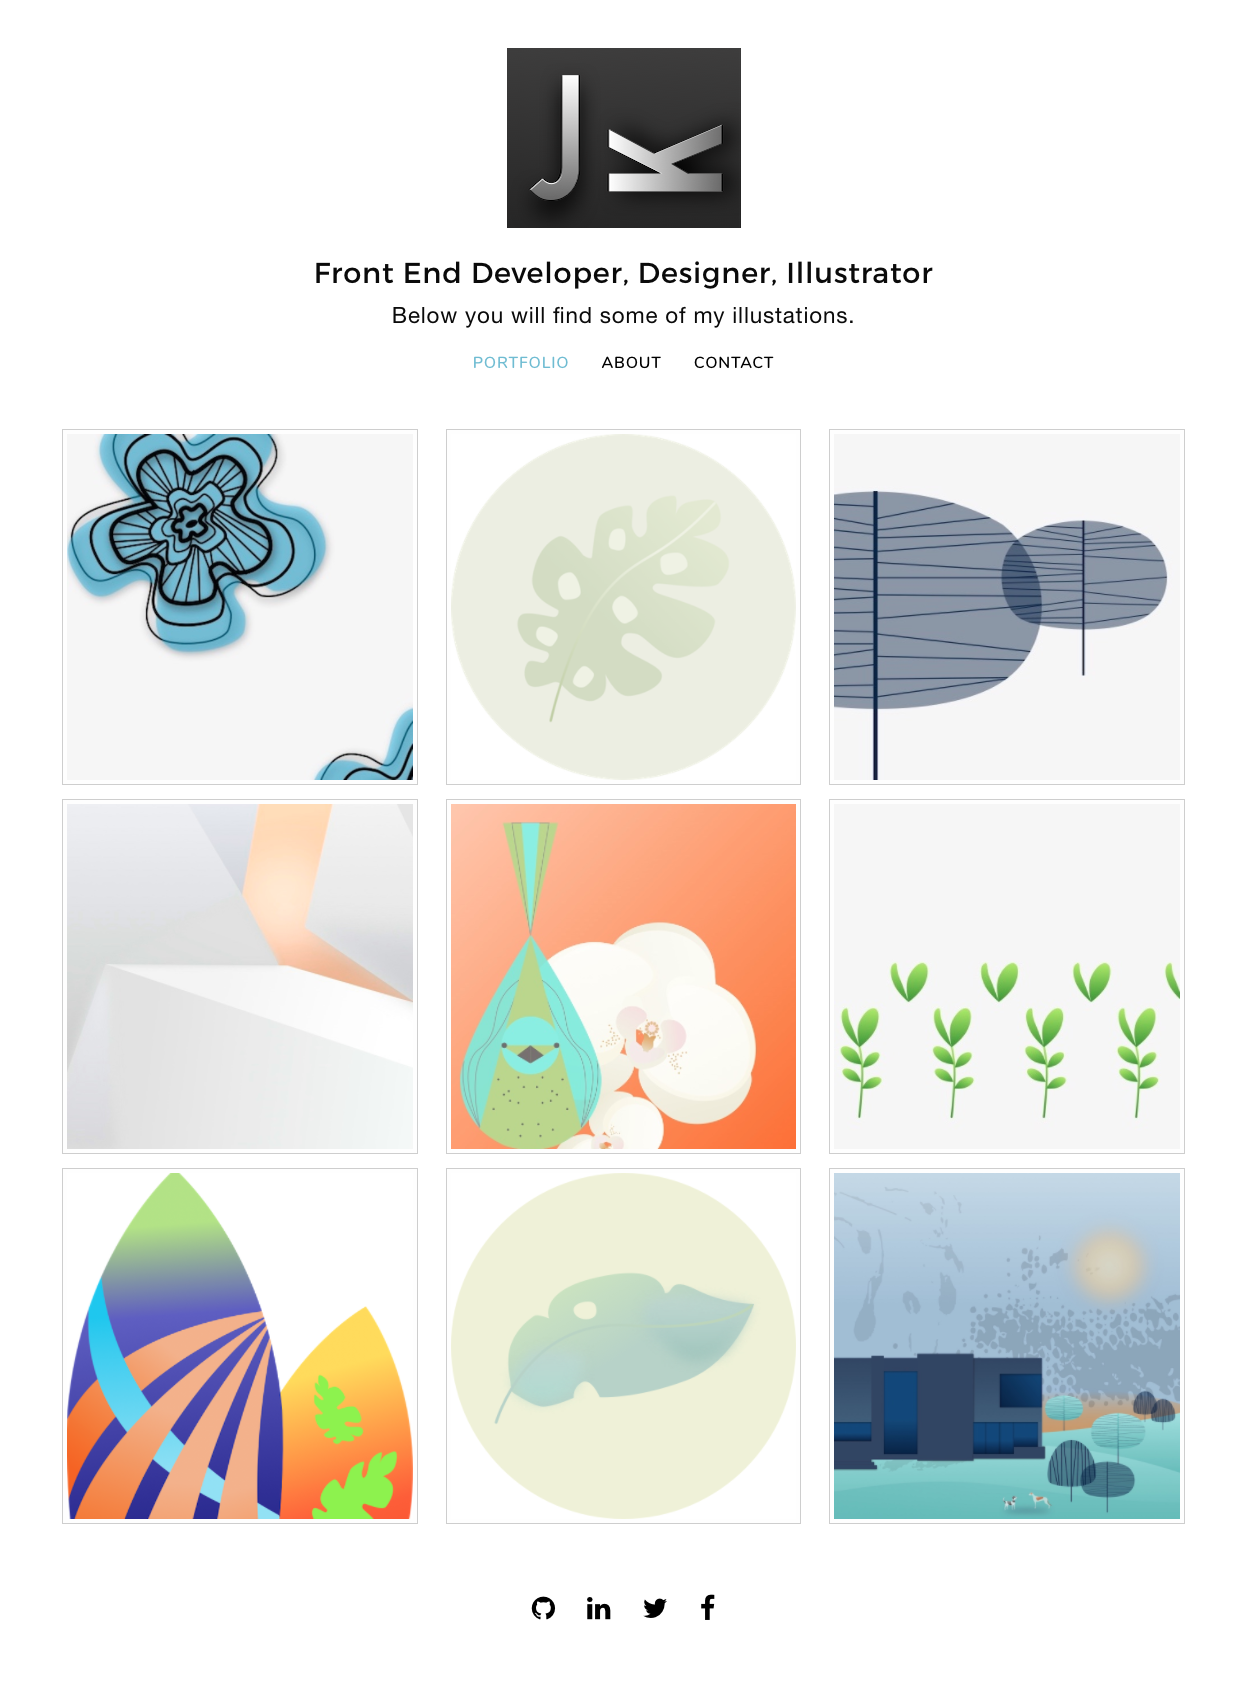 JK
Front End Developer, Designer, Illustrator
Below you will find some of my illustations.
PORTFOLIO ABOUT CONTACT
in